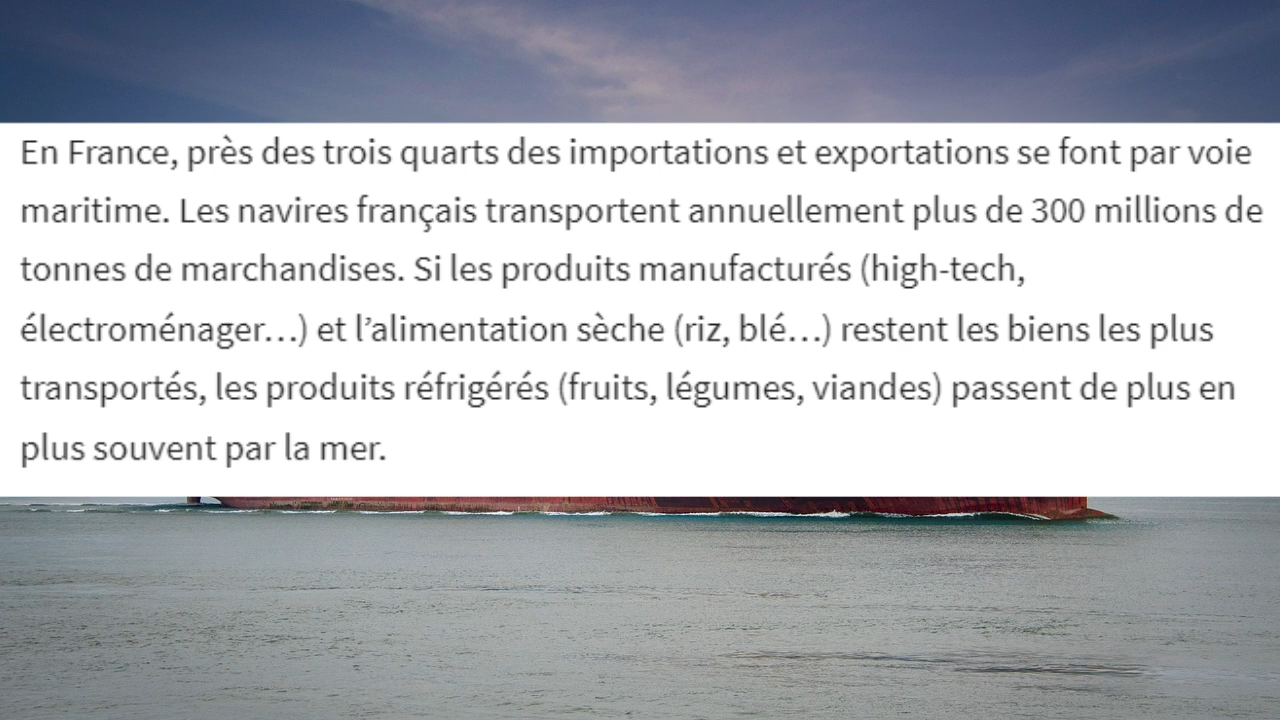 En France, près des trois quarts des importations et exportations se font par voie
maritime. Les navires français transportent annuellement plus de 300 millions de
tonnes de marchandises. Si les produits manufacturés (high-tech,
électroménager…) et l’alimentation sèche (riz, blé…) restent les biens les plus
transportés, les produits réfrigérés (fruits, légumes, viandes) passent de plus en
plus souvent par la mer.